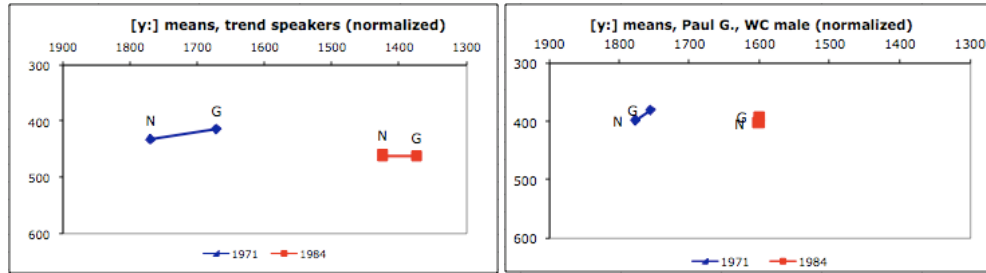 [y:] means, trend speakers (normalized)
1900 1800 1700 1600 1500 1400 1300
300
400
500
600
N
G
N
G
1971 1984
[y:] means, Paul G., WC male (normalized)
1900 1800 1700 1600 1500 1400 1300
300
400
500
600
G
N
G
N
1971 1984